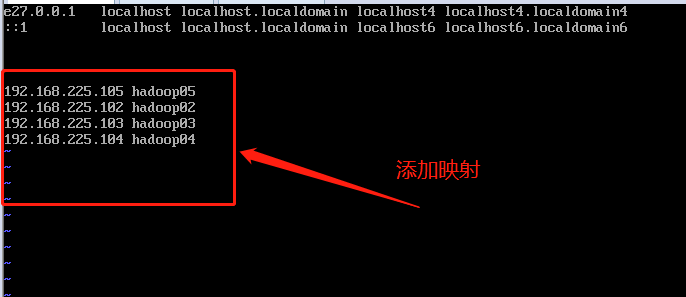 e27.0.0.1   localhost localhost.localdomain localhost4 localhost4.localdomain4
::1         localhost localhost.localdomain localhost6 localhost6.localdomain6
192.168.225.105 hadoop05
192.168.225.102 hadoop02
192.168.225.103 hadoop03
192.168.225.104 hadoop04
~
~
~
添加映射
~
~
~
~
~
~
~